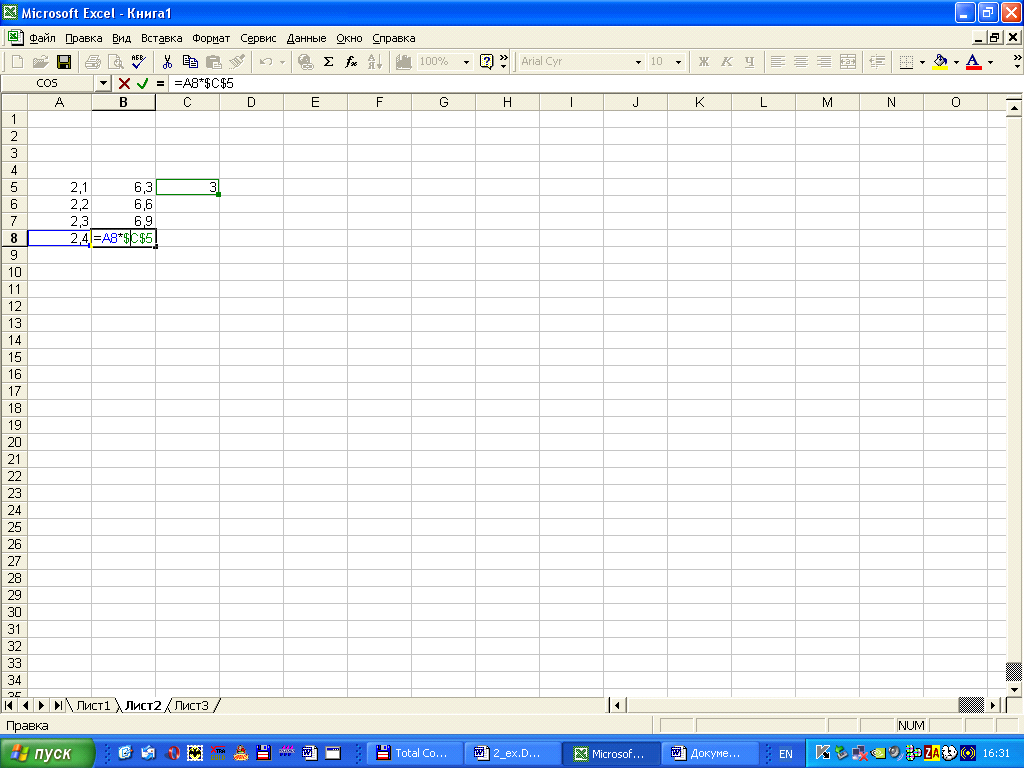 Microsoft Excel - Книга1
Файл Правка Вид Вставка Формат Сервис Данные Окно Справка
100% Arial Cyr 10 Ж К Ч
COS =A8*$C$5
A B C D E F G H I J K L M N O
1
2
3
4
5 2,1 6,3 3
6 2,2 6,6
7 2,3 6,9
8 2,4 =A8*$C$5
9
10
11
12
13
14
15
16
17
18
19
20
21
22
23
24
25
26
27
28
29
30
31
32
33
34
35
Лист1 Лист2 Лист3
Правка NUM
пуск Total Co... 2_ex.D... Microsof... Докуме... EN 16:31